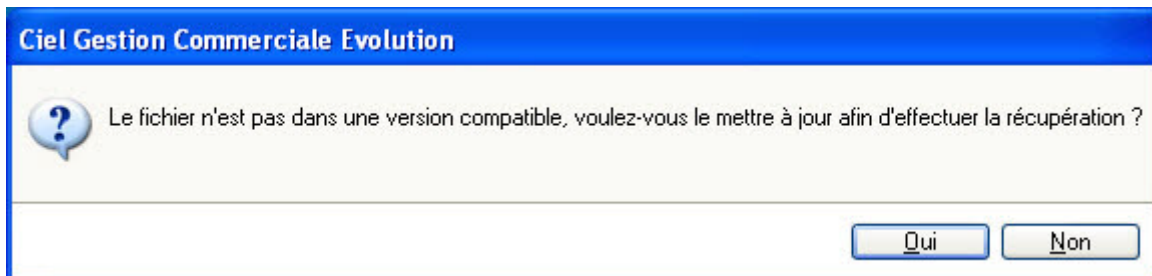 Ciel Gestion Commerciale Evolution
Le fichier n'est pas dans une version compatible, voulez-vous le mettre à jour afin d'effectuer la récupération ?
Oui Non